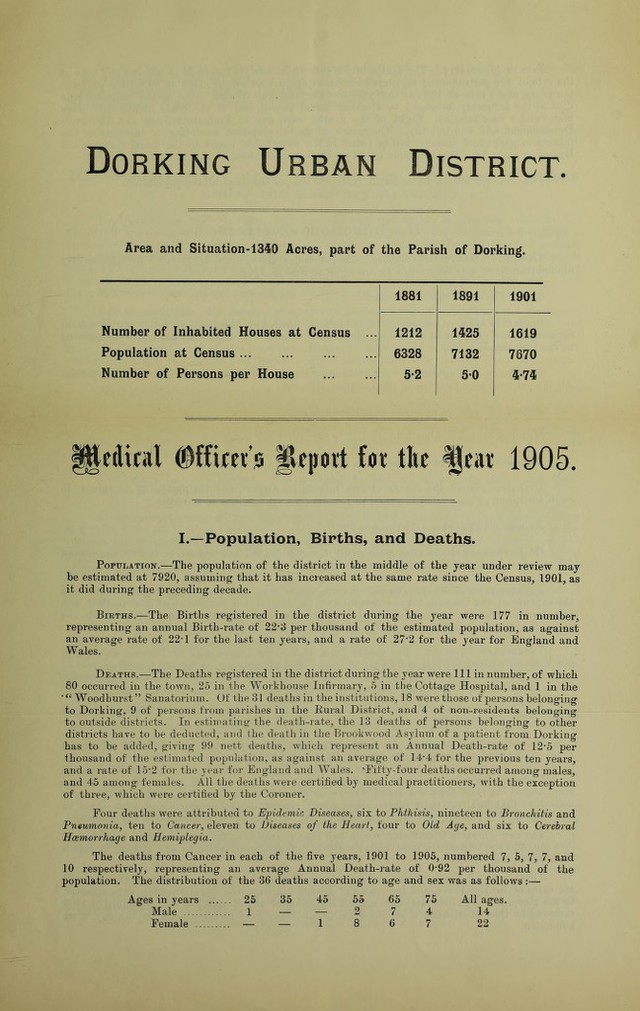 DORKING URBAN DISTRICT.
Area and Situation-1340 Acres, part of the Parish of Dorking.
1881 1891 1901
Number of Inhabited Houses at Census ... 1212 1425 1619
Population at Census ... ... ... ... 6328 7132 7670
Number of Persons per House ... ... 5·2 5·0 4·74
Medical Officer's Report for the Year 1905.
I.—Population, Births, and Deaths.
POPULATION.—The population of the district in the middle of the year under review may
be estimated at 7920, assuming that it has increased at the same rate since the Census, 1901, as
it did during the preceding decade.
BIRTHS.—The Births registered in the district during the year were 177 in number,
representing an annual Birth-rate of 22·3 per thousand of the estimated population, as against
an average rate of 22·1 for the last ten years, and a rate of 27·2 for the year for England and
Wales.
DEATHS.—The Deaths registered in the district during the year were 111 in number, of which
80 occurred in the town, 25 in the Workhouse Infirmary, 5 in the Cottage Hospital, and 1 in the
"Woodhurst" Sanatorium. Of the 31 deaths in the institutions, 18 were those of persons belonging
to Dorking, 9 of persons from parishes in the Rural District, and 4 of non-residents belonging
to outside districts. In estimating the death-rate, the 13 deaths of persons belonging to other
districts have to be deducted, and the death in the Brookwood Asylum of a patient from Dorking
has to be added, giving 99 nett deaths, which represent an Annual Death-rate of 12·5 per
thousand of the estimated population, as against an average of 14·4 for the previous ten years,
and a rate of 15·2 for the year for England and Wales. Fifty-four deaths occurred among males,
and 45 among females. All the deaths were certified by medical practitioners, with the exception
of three, which were certified by the Coroner.
Four deaths were attributed to Epidemic Diseases, six to Phthisis, nineteen to Bronchitis and
Pneumonia, ten to Cancer, eleven to Diseases of the Heart, four to Old Age, and six to Cerebral
Hæmorrhage and Hemiplegia.
The deaths from Cancer in each of the five years, 1901 to 1905, numbered 7, 5, 7, 7, and
10 respectively, representing an average Annual Death-rate of 0·92 per thousand of the
population. The distribution of the 36 deaths according to age and sex was as follows :—
Ages in years ...... 25 35 45 55 65 75 All ages.
Male ............ 1 — — 2 7 4 14
Female ......... — — 1 8 6 7 22